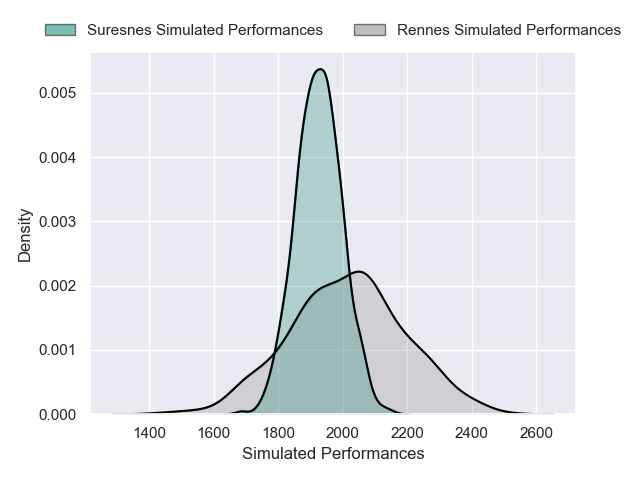 Suresnes Simulated Performances
Rennes Simulated Performances
0.005
0.004
0.003
0.002
0.001
0.000
Density
1400 1600 1800 2000 2200 2400 2600
Simulated Performances